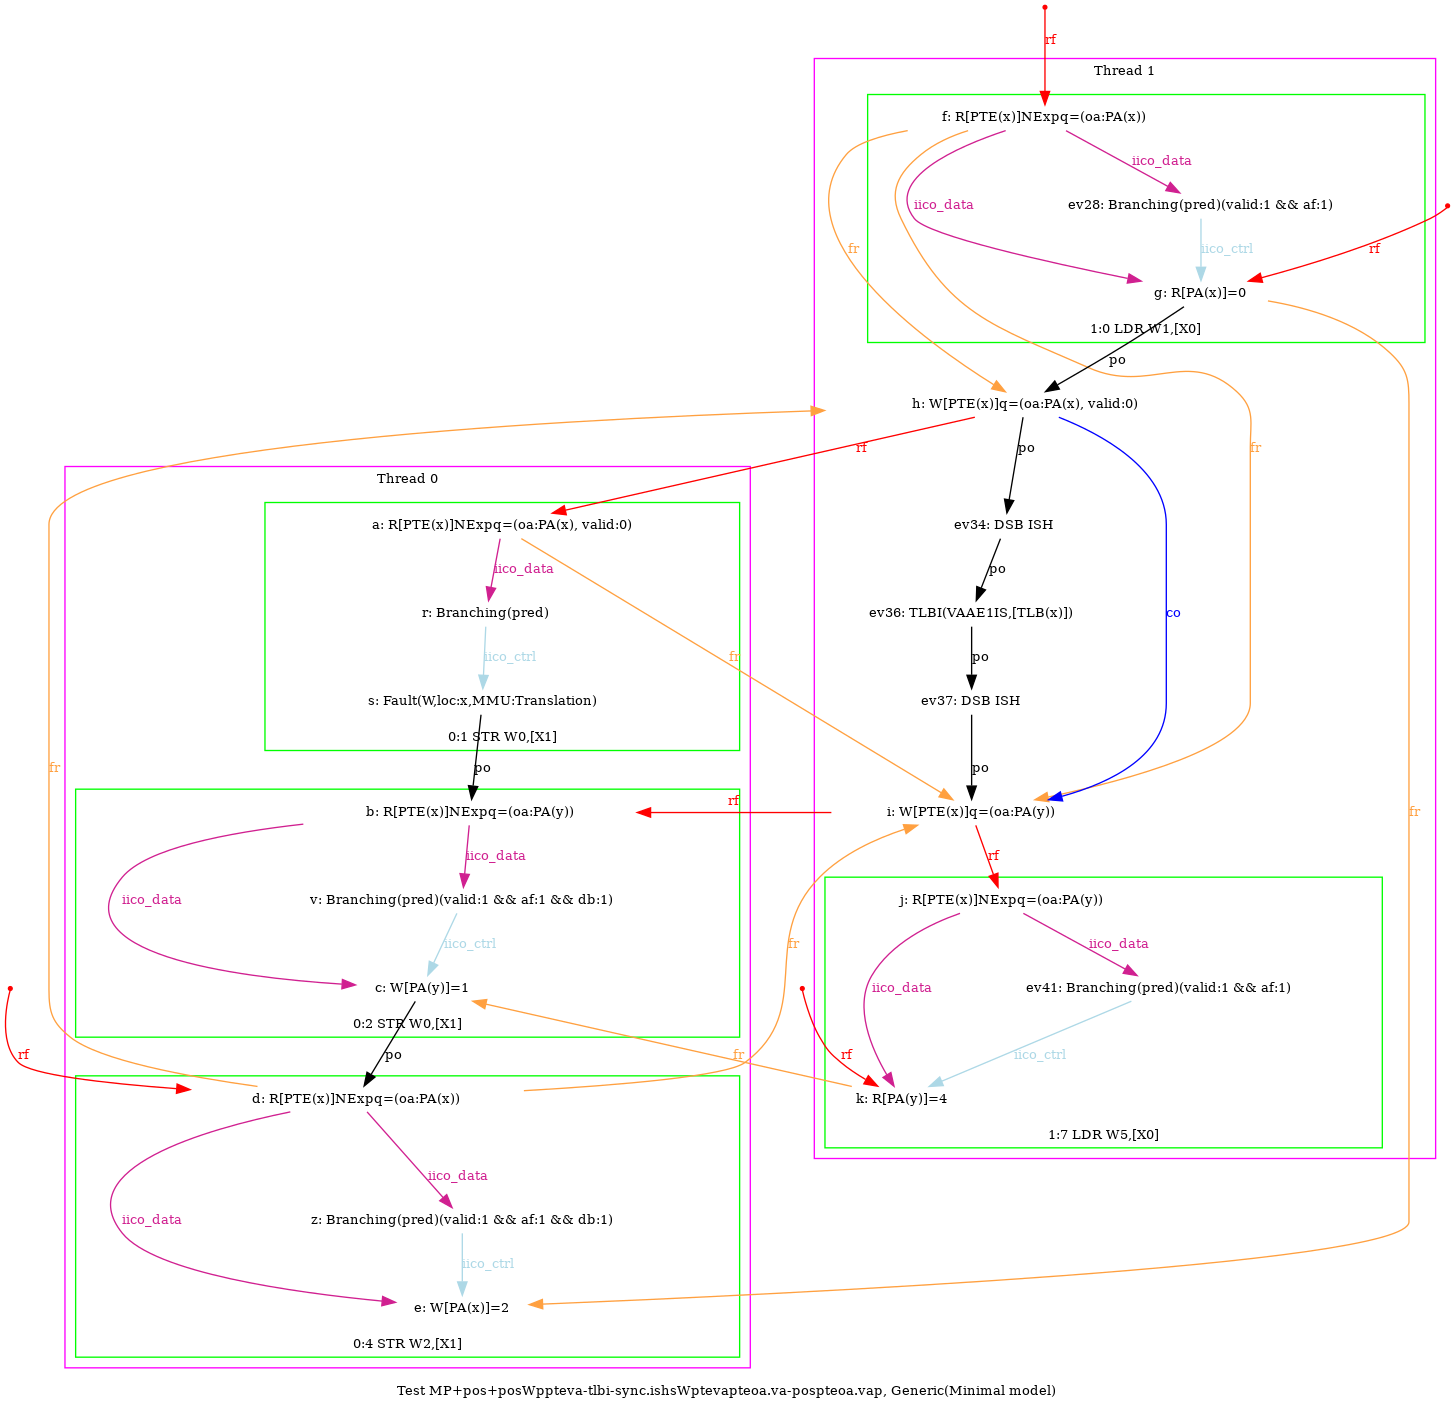 rf
Thread 1
f: R[PTE(x)]NExpq=(oa:PA(x))
iico_data
iico_data
ev28: Branching(pred)(valid:1 && af:1)
fr
iico_ctrl
rf
g: R[PA(x)]=0
1:0 LDR W1,[X0]
po
h: W[PTE(x)]q=(oa:PA(x), valid:0)
rf
po
fr
Thread 0
a: R[PTE(x)]NExpq=(oa:PA(x), valid:0)
ev34: DSB ISH
iico_data
po
r: Branching(pred)
ev36: TLBI(VAAE1IS,[TLB(x)])
co
iico_ctrl
fr
po
s: Fault(W,loc:x,MMU:Translation)
ev37: DSB ISH
0:1 STR W0,[X1]
fr
po
po
rf
fr
b: R[PTE(x)]NExpq=(oa:PA(y))
i: W[PTE(x)]q=(oa:PA(y))
iico_data
rf
iico_data
v: Branching(pred)(valid:1 && af:1 && db:1)
j: R[PTE(x)]NExpq=(oa:PA(y))
iico_ctrl
fr
iico_data
c: W[PA(y)]=1
iico_data
ev41: Branching(pred)(valid:1 && af:1)
0:2 STR W0,[X1]
rf
po
fr
rf
iico_ctrl
d: R[PTE(x)]NExpq=(oa:PA(x))
k: R[PA(y)]=4
1:7 LDR W5,[X0]
iico_data
iico_data
z: Branching(pred)(valid:1 && af:1 && db:1)
iico_ctrl
e: W[PA(x)]=2
0:4 STR W2,[X1]
Test MP+pos+posWppteva-tlbi-sync.ishsWptevapteoa.va-pospteoa.vap, Generic(Minimal model)